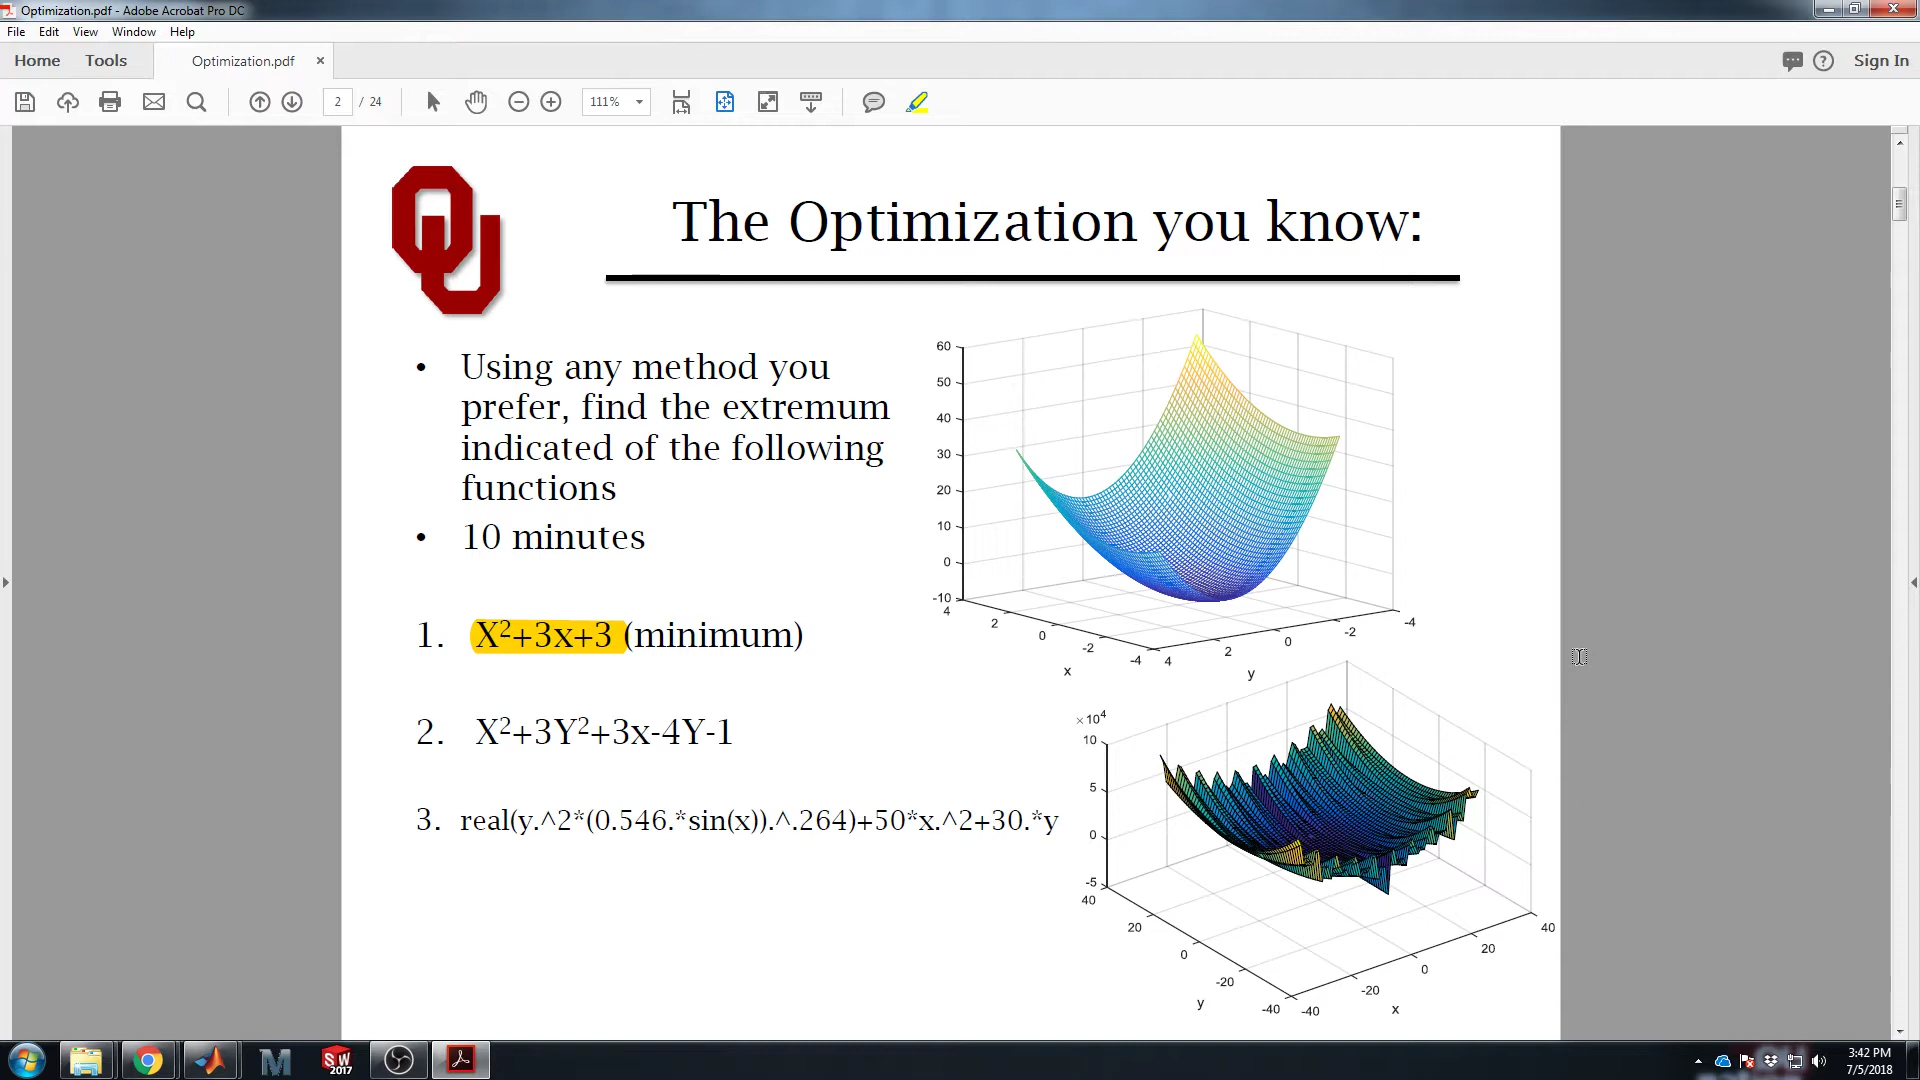 Optimization.pdf - Adobe Acrobat Pro DC
File Edit View Window Help
Home Tools Optimization.pdf × Sign In
2 / 24 111%
OU
The Optimization you know:
• Using any method you
prefer, find the extremum
indicated of the following
functions
• 10 minutes
1. X²+3x+3 (minimum)
2. X²+3Y²+3x-4Y-1
3. real(y.^2*(0.546.*sin(x)).^.264)+50*x.^2+30.*y
60
50
40
30
20
10
0
-10
4 2 0 -2 -4
x
4 2 0 -2 -4
y
×10⁴
10
5
0
-5
40 20 0 -20 -40
y
-40 -20 0 20 40
x
SW
2017
3:42 PM
7/5/2018